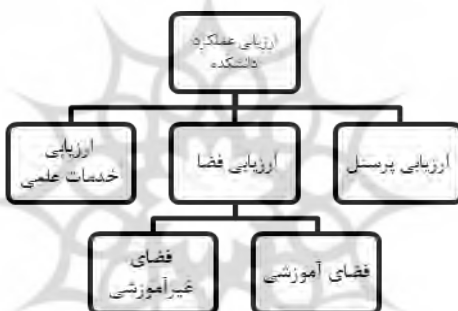 ارزیابی عملکرد
دانشکده
ارزیابی پرسنل
ارزیابی فضا
ارزیابی
خدمات علمی
فضای آموزشی
فضای
غیرآموزشی